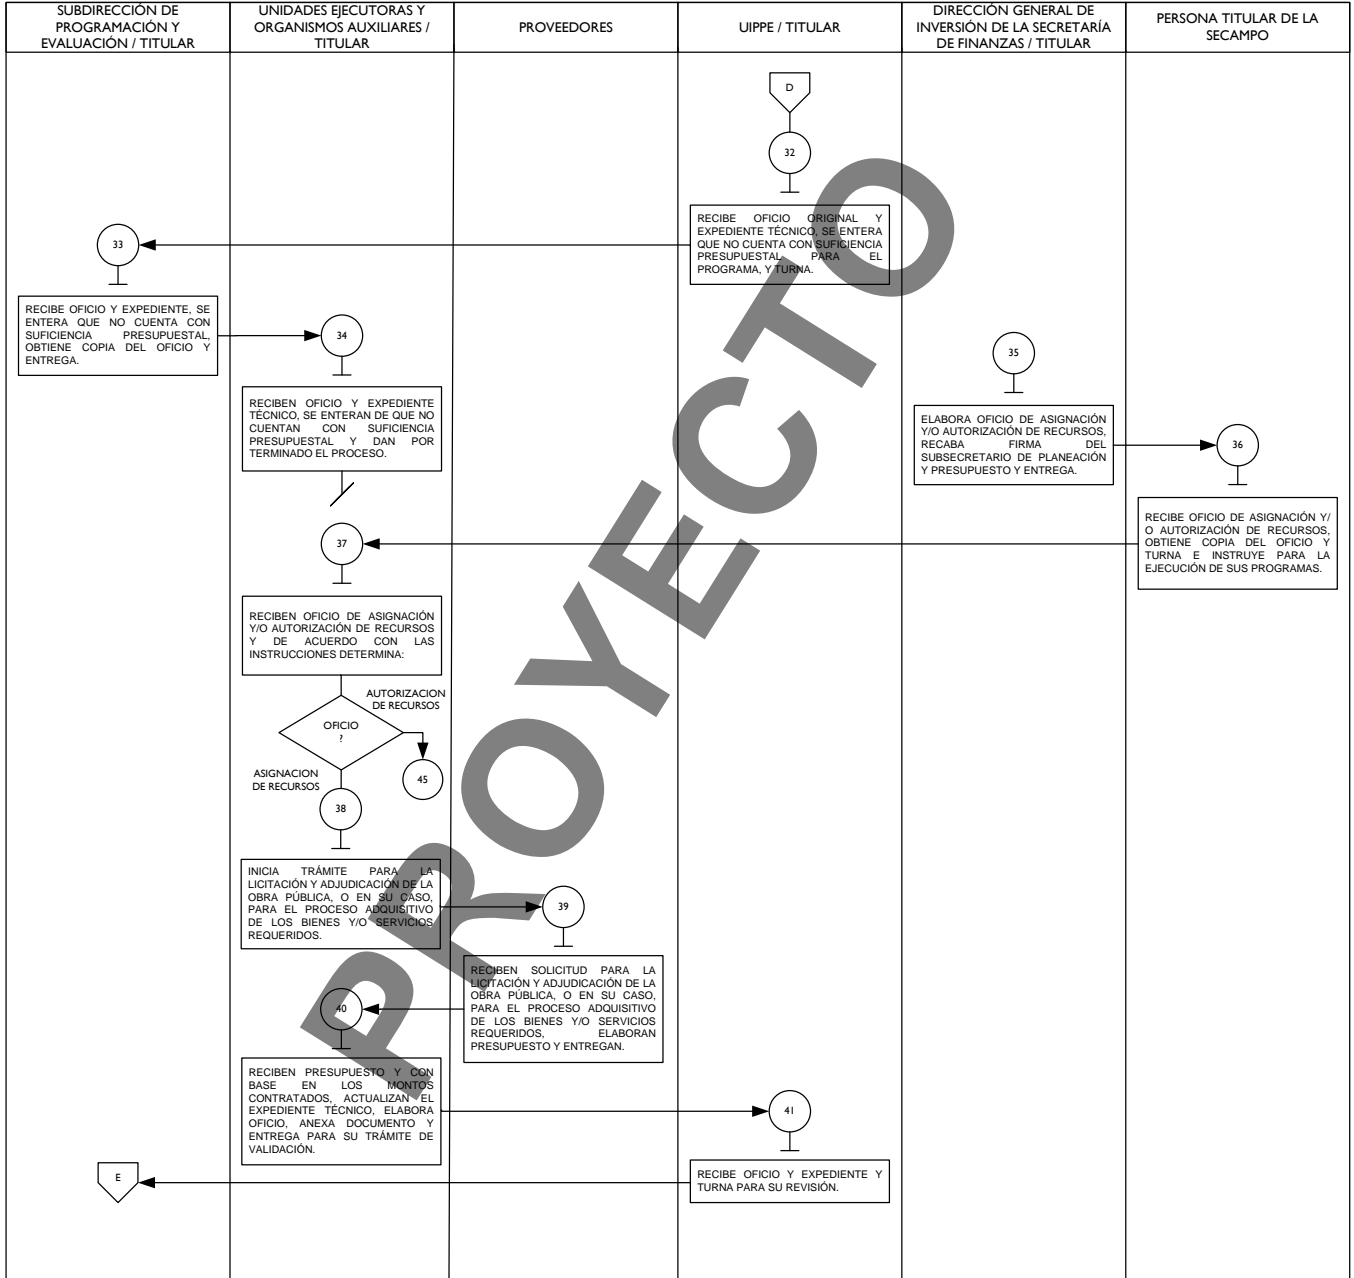 SUBDIRECCIÓN DE
PROGRAMACIÓN Y
EVALUACIÓN / TITULAR
UNIDADES EJECUTORAS Y
ORGANISMOS AUXILIARES /
TITULAR
PROVEEDORES
UIPPE / TITULAR
DIRECCIÓN GENERAL DE
INVERSIÓN DE LA SECRETARÍA
DE FINANZAS / TITULAR
PERSONA TITULAR DE LA
SECAMPO
D
32
RECIBE OFICIO ORIGINAL Y
EXPEDIENTE TÉCNICO, SE ENTERA
QUE NO CUENTA CON SUFICIENCIA
PRESUPUESTAL PARA EL
PROGRAMA, Y TURNA.
33
RECIBE OFICIO Y EXPEDIENTE, SE
ENTERA QUE NO CUENTA CON
SUFICIENCIA PRESUPUESTAL,
OBTIENE COPIA DEL OFICIO Y
ENTREGA.
34
RECIBEN OFICIO Y EXPEDIENTE
TÉCNICO, SE ENTERAN DE QUE NO
CUENTAN CON SUFICIENCIA
PRESUPUESTAL Y DAN POR
TERMINADO EL PROCESO.
35
ELABORA OFICIO DE ASIGNACIÓN
Y/O AUTORIZACIÓN DE RECURSOS,
RECABA FIRMA DEL
SUBSECRETARIO DE PLANEACIÓN
Y PRESUPUESTO Y ENTREGA.
36
RECIBE OFICIO DE ASIGNACIÓN Y/
O AUTORIZACIÓN DE RECURSOS,
OBTIENE COPIA DEL OFICIO Y
TURNA E INSTRUYE PARA LA
EJECUCIÓN DE SUS PROGRAMAS.
37
RECIBEN OFICIO DE ASIGNACIÓN
Y/O AUTORIZACIÓN DE RECURSOS
Y DE ACUERDO CON LAS
INSTRUCCIONES DETERMINA:
AUTORIZACION
DE RECURSOS
OFICIO
?
45
ASIGNACION
DE RECURSOS
38
INICIA TRÁMITE PARA LA
LICITACIÓN Y ADJUDICACIÓN DE LA
OBRA PÚBLICA, O EN SU CASO,
PARA EL PROCESO ADQUISITIVO
DE LOS BIENES Y/O SERVICIOS
REQUERIDOS.
39
RECIBEN SOLICITUD PARA LA
LICITACIÓN Y ADJUDICACIÓN DE LA
OBRA PÚBLICA, O EN SU CASO,
PARA EL PROCESO ADQUISITIVO
DE LOS BIENES Y/O SERVICIOS
REQUERIDOS, ELABORAN
PRESUPUESTO Y ENTREGAN.
40
RECIBEN PRESUPUESTO Y CON
BASE EN LOS MONTOS
CONTRATADOS, ACTUALIZAN EL
EXPEDIENTE TÉCNICO, ELABORA
OFICIO, ANEXA DOCUMENTO Y
ENTREGA PARA SU TRÁMITE DE
VALIDACIÓN.
41
RECIBE OFICIO Y EXPEDIENTE Y
TURNA PARA SU REVISIÓN.
E
PROYECTO